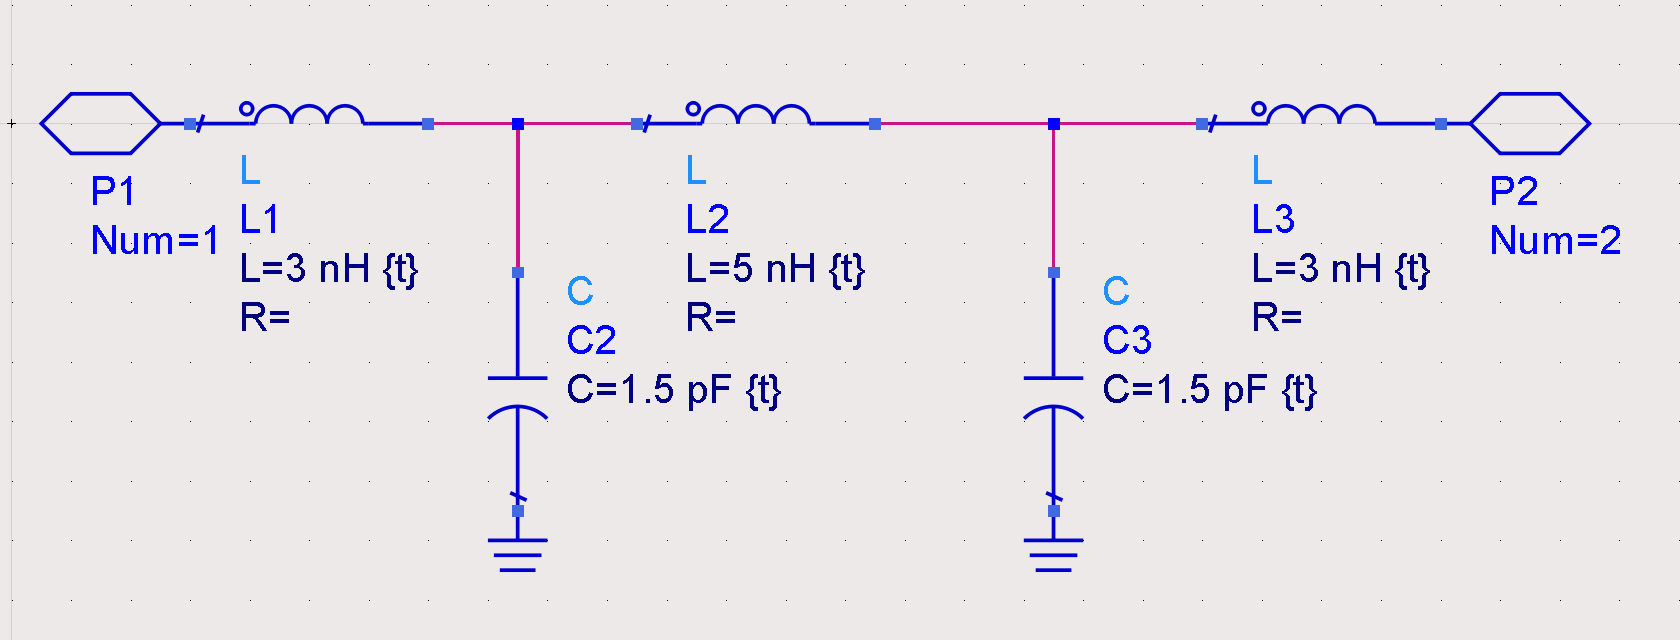 P1
Num=1
L
L1
L=3 nH {t}
R=
C
C2
C=1.5 pF {t}
L
L2
L=5 nH {t}
R=
C
C3
C=1.5 pF {t}
L
L3
L=3 nH {t}
R=
P2
Num=2